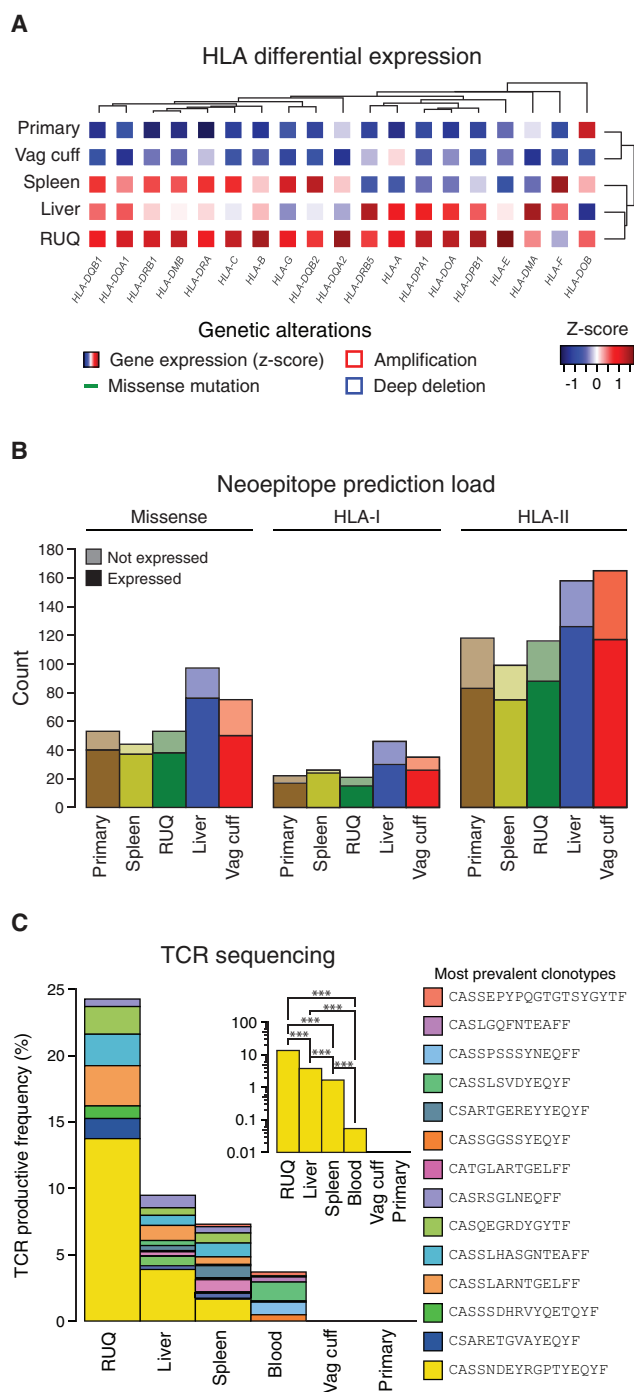 A
HLA differential expression
Primary
Vag cuff
Spleen
Liver
RUQ
HLA-DQB1
HLA-DQA1
HLA-DRB1
HLA-DMB
HLA-DRA
HLA-C
HLA-B
HLA-G
HLA-DQB2
HLA-DQA2
HLA-DRB5
HLA-A
HLA-DPA1
HLA-DOA
HLA-DPB1
HLA-E
HLA-DMA
HLA-F
HLA-DOB
Genetic alterations
Gene expression (z-score)
Amplification
Missense mutation
Deep deletion
Z-score
-1 0 1
B
Neoepitope prediction load
Missense
HLA-I
HLA-II
Not expressed
Expressed
Count
180
160
140
120
100
80
60
40
20
0
Primary
Spleen
RUQ
Liver
Vag cuff
Primary
Spleen
RUQ
Liver
Vag cuff
Primary
Spleen
RUQ
Liver
Vag cuff
C
TCR sequencing
TCR productive frequency (%)
25
20
15
10
5
0
RUQ
Liver
Spleen
Blood
Vag cuff
Primary
***
***
***
*** *** ***
100
10
1
0.1
0.01
RUQ
Liver
Spleen
Blood
Vag cuff
Primary
Most prevalent clonotypes
CASSEPYPQGTGTSYGYTF
CASLGQFNTEAFF
CASSPSSSYNEQFF
CASSLSVDYEQYF
CSARTGEREYYEQYF
CASSGGSSYEQYF
CATGLARTGELFF
CASRSGLNEQFF
CASQEGRDYGYTF
CASSLHASGNTEAFF
CASSLARNTGELFF
CASSSDHRVYQETQYF
CSARETGVAYEQYF
CASSNDEYRGPTYEQYF